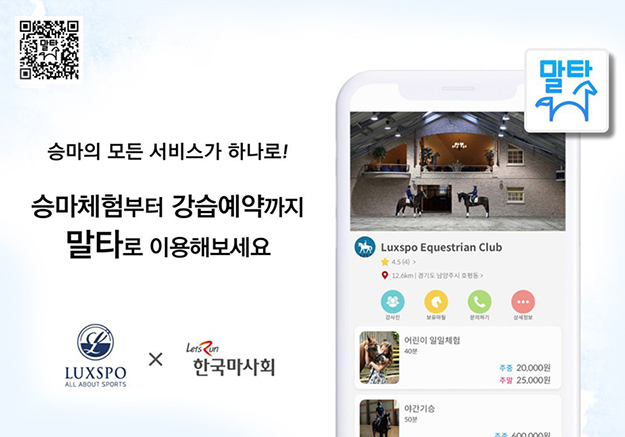 말타
말타
승마의 모든 서비스가 하나로!
승마체험부터 강습예약까지
말타로 이용해보세요
LUXSPO
ALL ABOUT SPORTS
×
Let'sRun
한국마사회
Luxspo Equestrian Club
4.5 (4) >
12.6km | 경기도 남양주시 호평동 >
강사진
보유마필
문의하기
상세정보
어린이 일일체험
40분
주중 20,000원
주말 25,000원
야간기승
50분
주중 600,000원